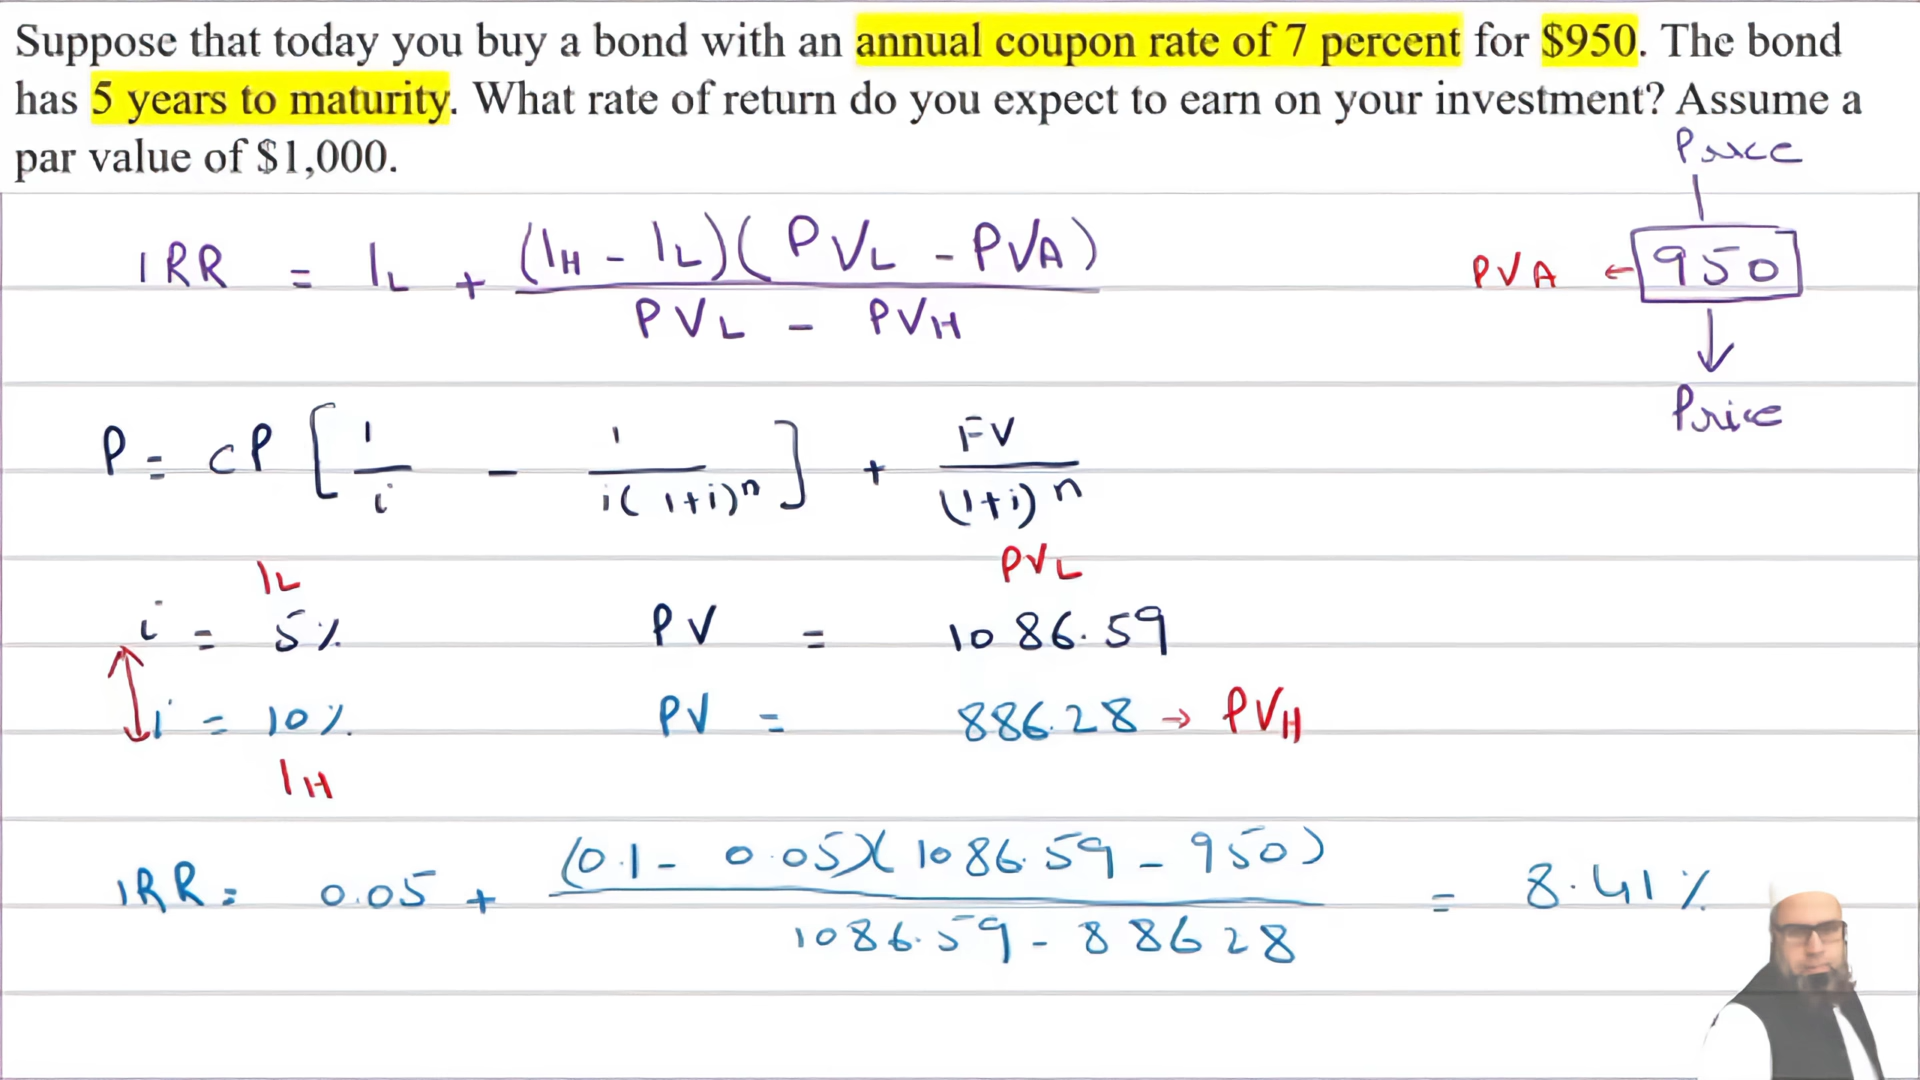 Suppose that today you buy a bond with an annual coupon rate of 7 percent for $950. The bond
has 5 years to maturity. What rate of return do you expect to earn on your investment? Assume a
par value of $1,000.
Price
IRR = IL + (IH - IL)(PVL - PVA)
PVL - PVH
PVA ← 950
Price
P = CP [ 1/i - 1/i(1+i)^n ] + FV/(1+i)^n
IL PVL
i = 5% PV = 1086.59
i = 10% PV = 886.28 → PVH
IH
IRR = 0.05 + (0.1 - 0.05)(1086.59 - 950) = 8.41%
1086.59 - 886 28